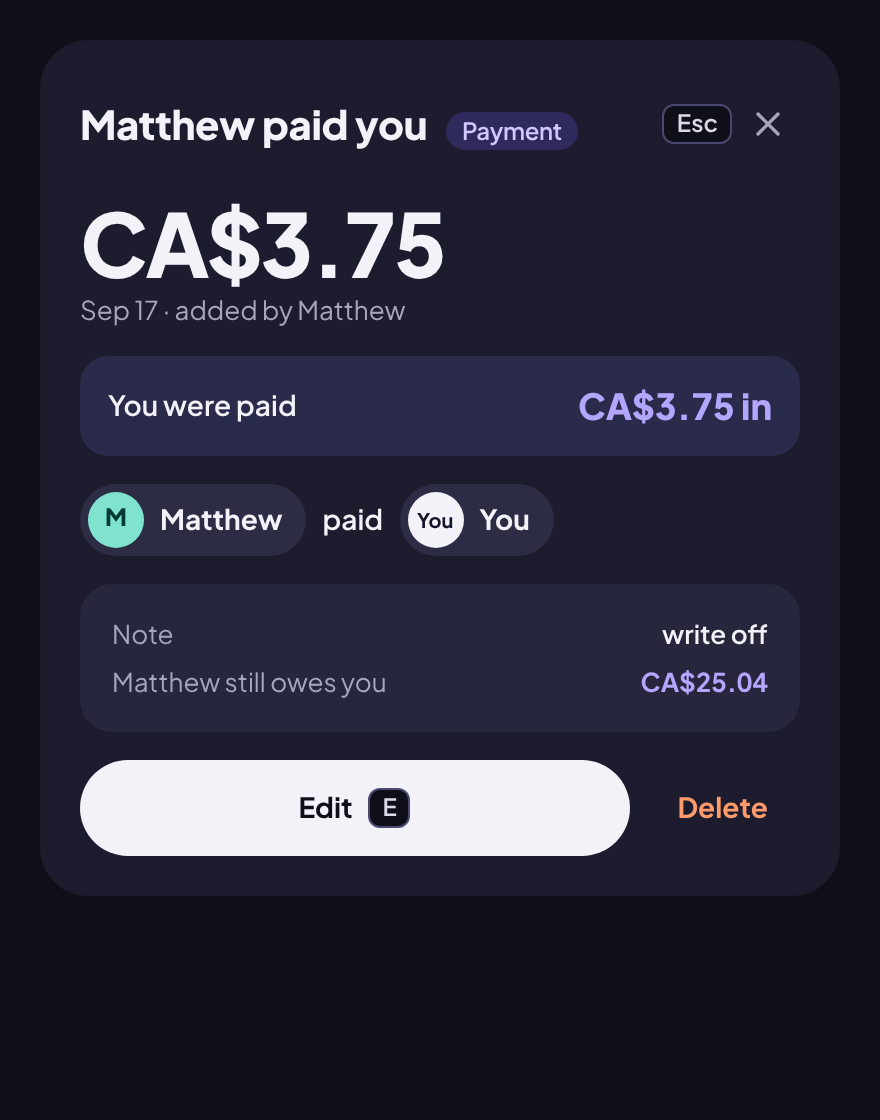 Matthew paid you Payment Esc
CA$3.75
Sep 17 · added by Matthew
You were paid CA$3.75 in
M Matthew paid You You
Note write off
Matthew still owes you CA$25.04
Edit E Delete